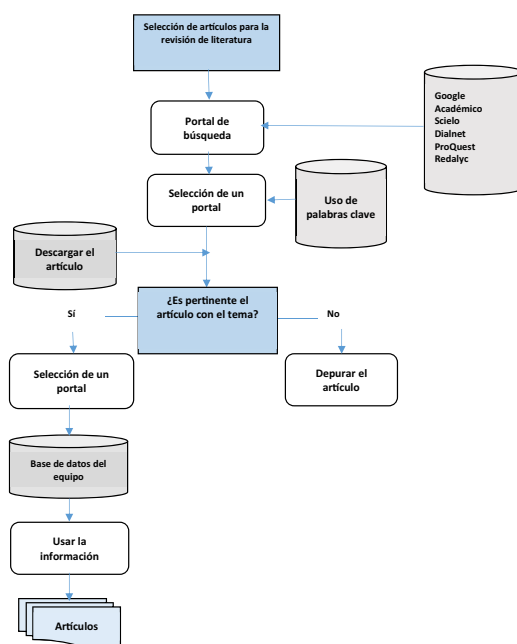 Selección de artículos para la
revisión de literatura
Google
Académico
Scielo
Dialnet
ProQuest
Redalyc
Portal de
búsqueda
Selección de un
portal
Uso de
palabras clave
Descargar el
artículo
¿Es pertinente el
artículo con el tema?
Sí
No
Selección de un
portal
Depurar el
artículo
Base de datos del
equipo
Usar la
información
Artículos